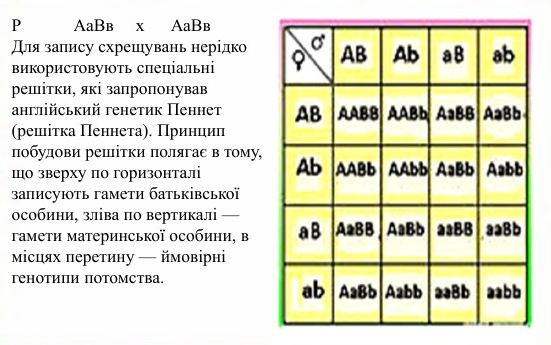 Р АаВв х АаВв
Для запису схрещувань нерідко
використовують спеціальні
решітки, які запропонував
англійський генетик Пеннет
(решітка Пеннета). Принцип
побудови решітки полягає в тому,
що зверху по горизонталі
записують гамети батьківської
особини, зліва по вертикалі —
гамети материнської особини, в
місцях перетину — ймовірні
генотипи потомства.
♀ ♂ AB Ab aB ab
AB AABB AABb AaBB AaBb
Ab AABb AAbb AaBB Aabb
aB AaBB AaBb aaBB aaBb
ab AaBb Aabb aaBb aabb